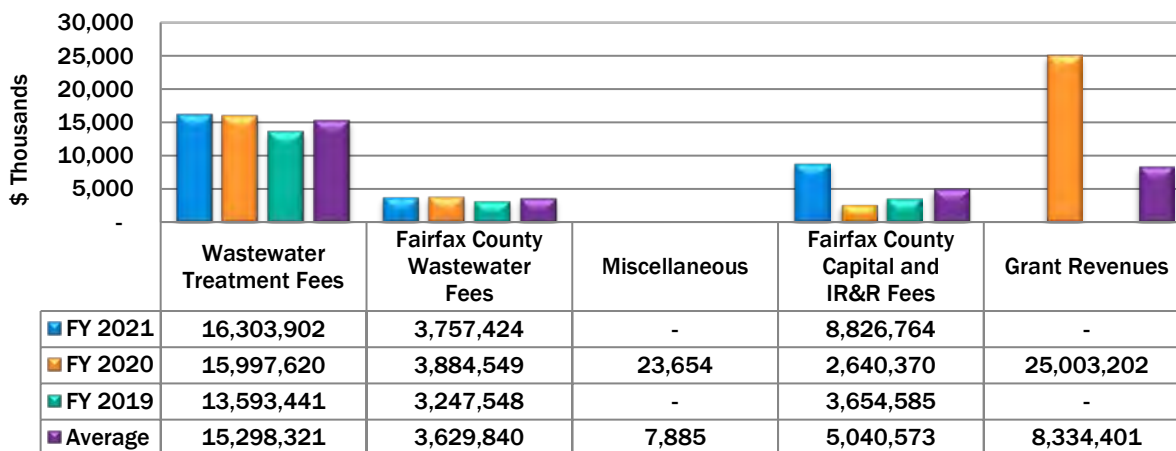 30,000
25,000
20,000
15,000
10,000
5,000
-
$ Thousands
Wastewater Treatment Fees
Fairfax County Wastewater Fees
Miscellaneous
Fairfax County Capital and IR&R Fees
Grant Revenues
FY 2021 16,303,902 3,757,424 - 8,826,764 -
FY 2020 15,997,620 3,884,549 23,654 2,640,370 25,003,202
FY 2019 13,593,441 3,247,548 - 3,654,585 -
Average 15,298,321 3,629,840 7,885 5,040,573 8,334,401